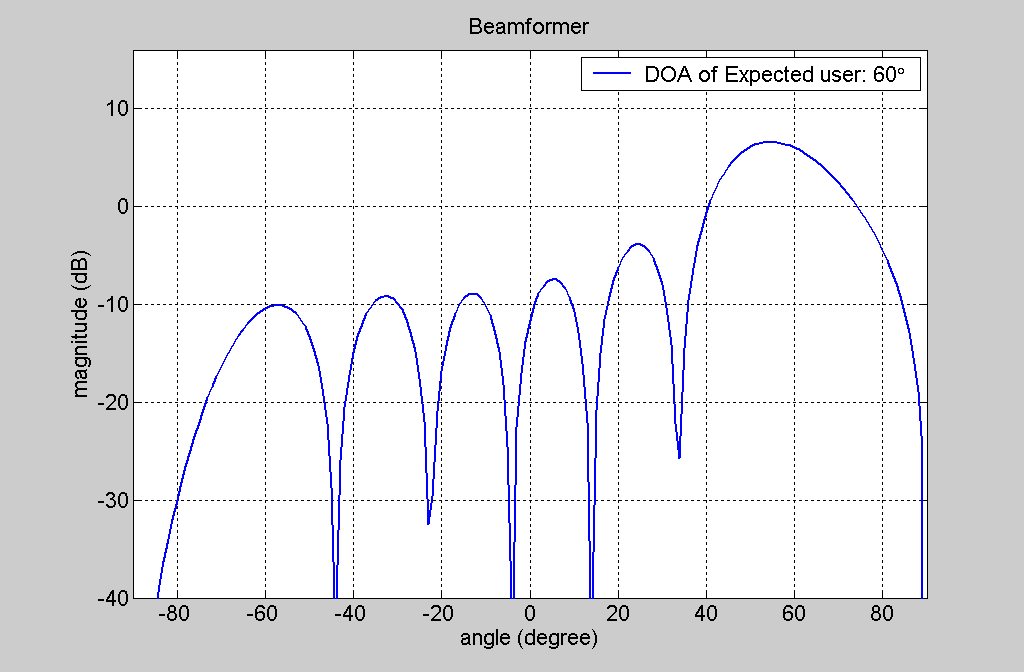 Beamformer
DOA of Expected user: 60°
10
0
-10
-20
-30
-40
magnitude (dB)
-80 -60 -40 -20 0 20 40 60 80
angle (degree)